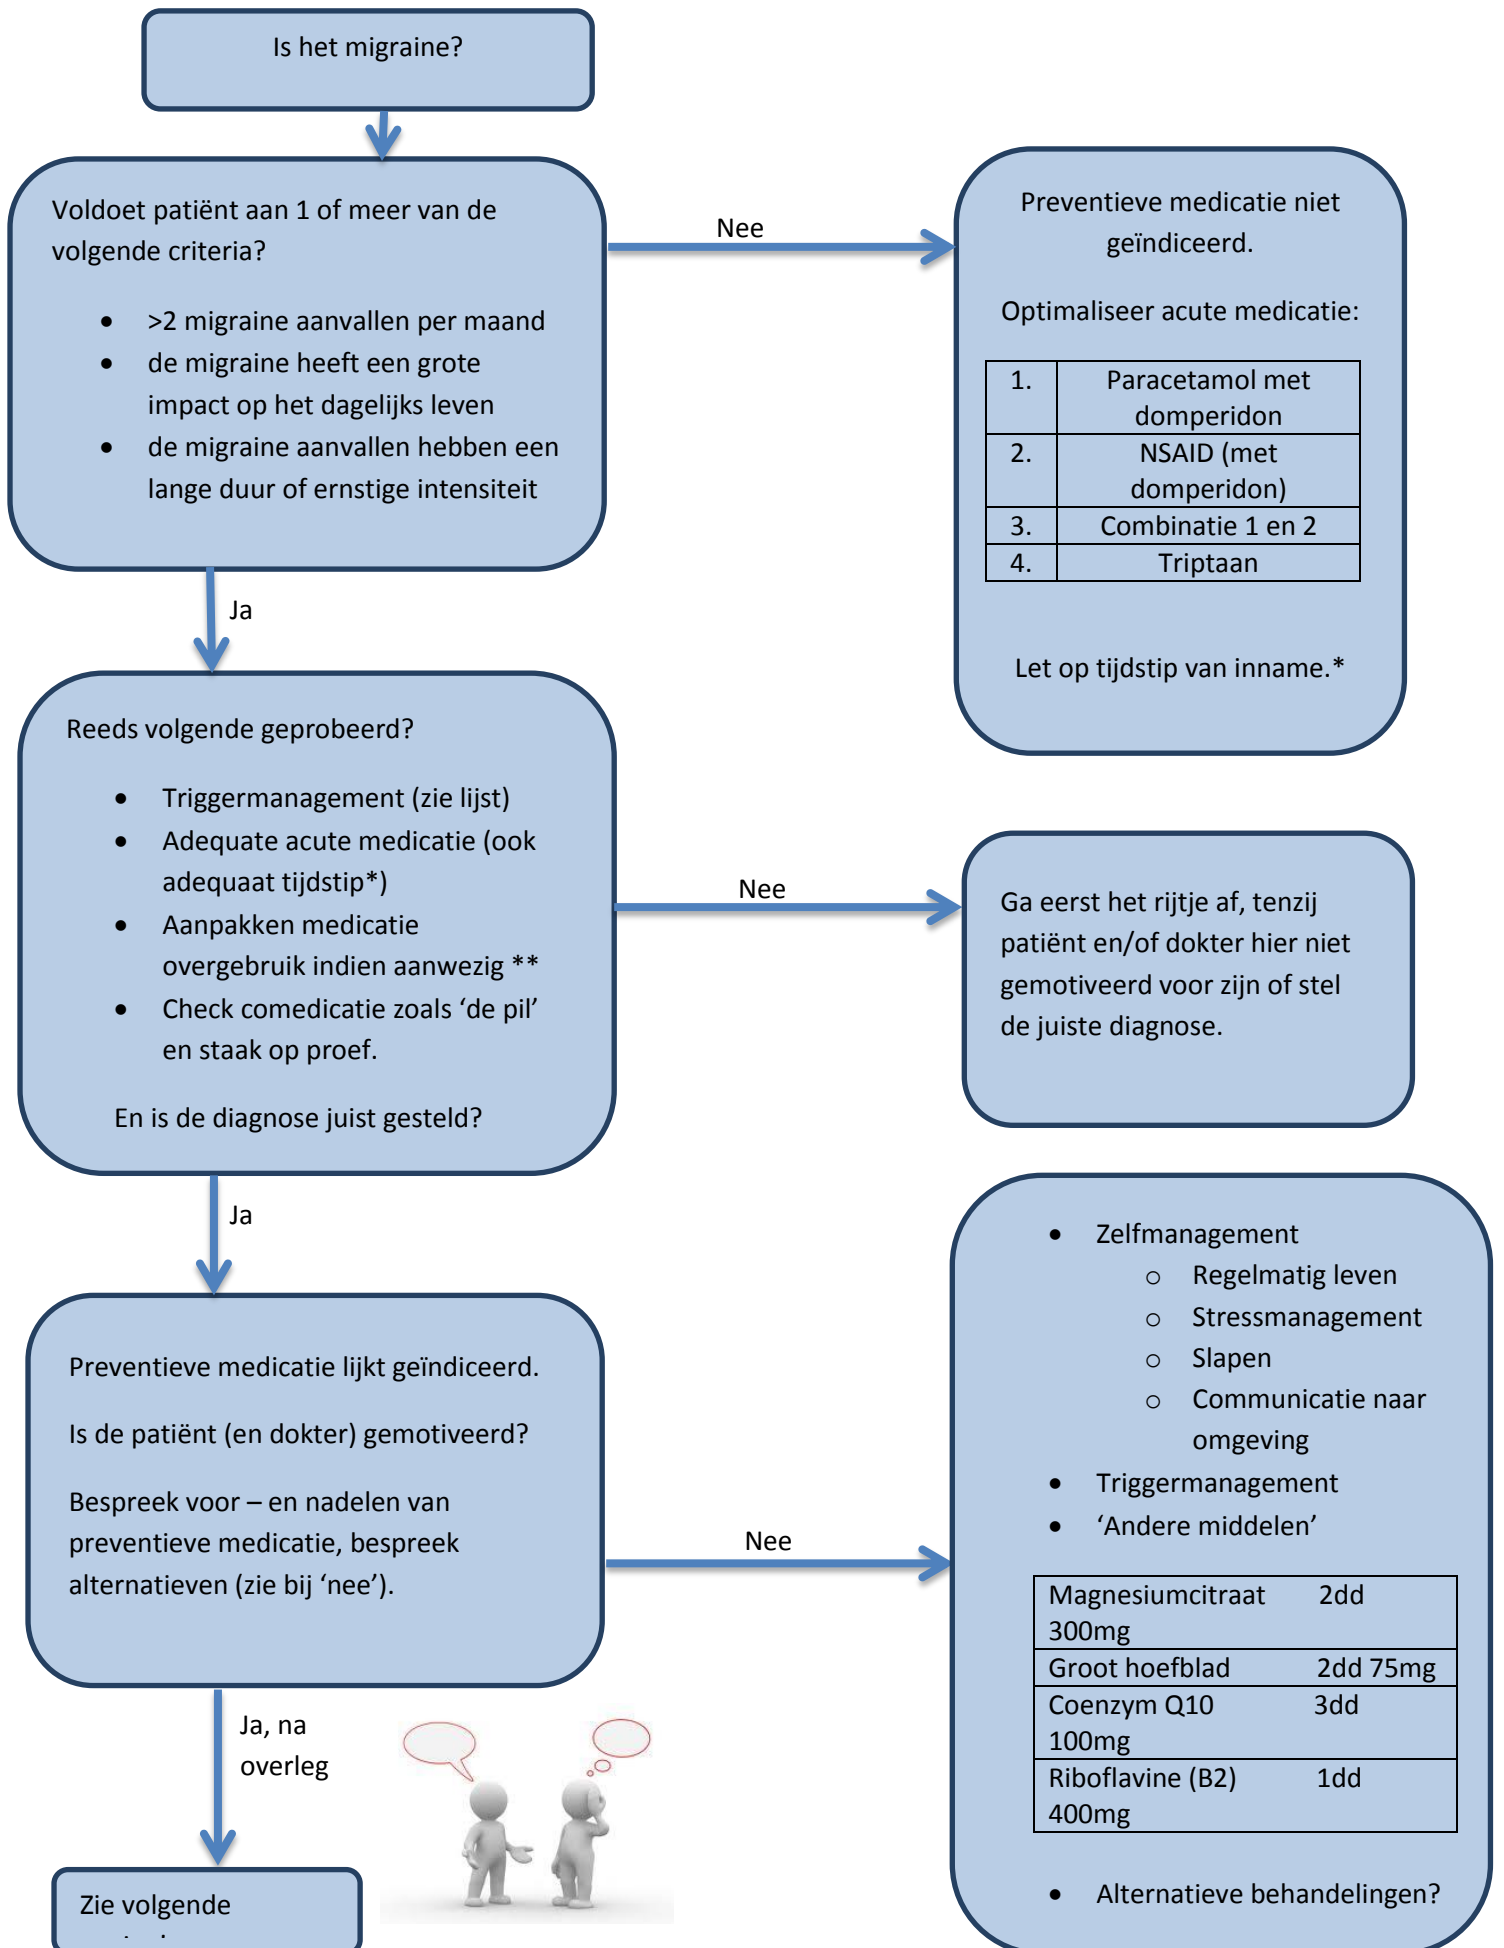 Is het migraine?
Voldoet patiënt aan 1 of meer van de
volgende criteria?
• >2 migraine aanvallen per maand
• de migraine heeft een grote
impact op het dagelijks leven
• de migraine aanvallen hebben een
lange duur of ernstige intensiteit
Nee
Preventieve medicatie niet
geïndiceerd.
Optimaliseer acute medicatie:
1. Paracetamol met
domperidon
2. NSAID (met
domperidon)
3. Combinatie 1 en 2
4. Triptaan
Let op tijdstip van inname.*
Ja
Reeds volgende geprobeerd?
• Triggermanagement (zie lijst)
• Adequate acute medicatie (ook
adequaat tijdstip*)
• Aanpakken medicatie
overgebruik indien aanwezig **
• Check comedicatie zoals ‘de pil’
en staak op proef.
En is de diagnose juist gesteld?
Nee
Ga eerst het rijtje af, tenzij
patiënt en/of dokter hier niet
gemotiveerd voor zijn of stel
de juiste diagnose.
Ja
Preventieve medicatie lijkt geïndiceerd.
Is de patiënt (en dokter) gemotiveerd?
Bespreek voor – en nadelen van
preventieve medicatie, bespreek
alternatieven (zie bij ‘nee’).
Nee
• Zelfmanagement
o Regelmatig leven
o Stressmanagement
o Slapen
o Communicatie naar
omgeving
• Triggermanagement
• ‘Andere middelen’
Magnesiumcitraat 2dd
300mg
Groot hoefblad 2dd 75mg
Coenzym Q10 3dd
100mg
Riboflavine (B2) 1dd
400mg
• Alternatieve behandelingen?
Ja, na
overleg
Zie volgende